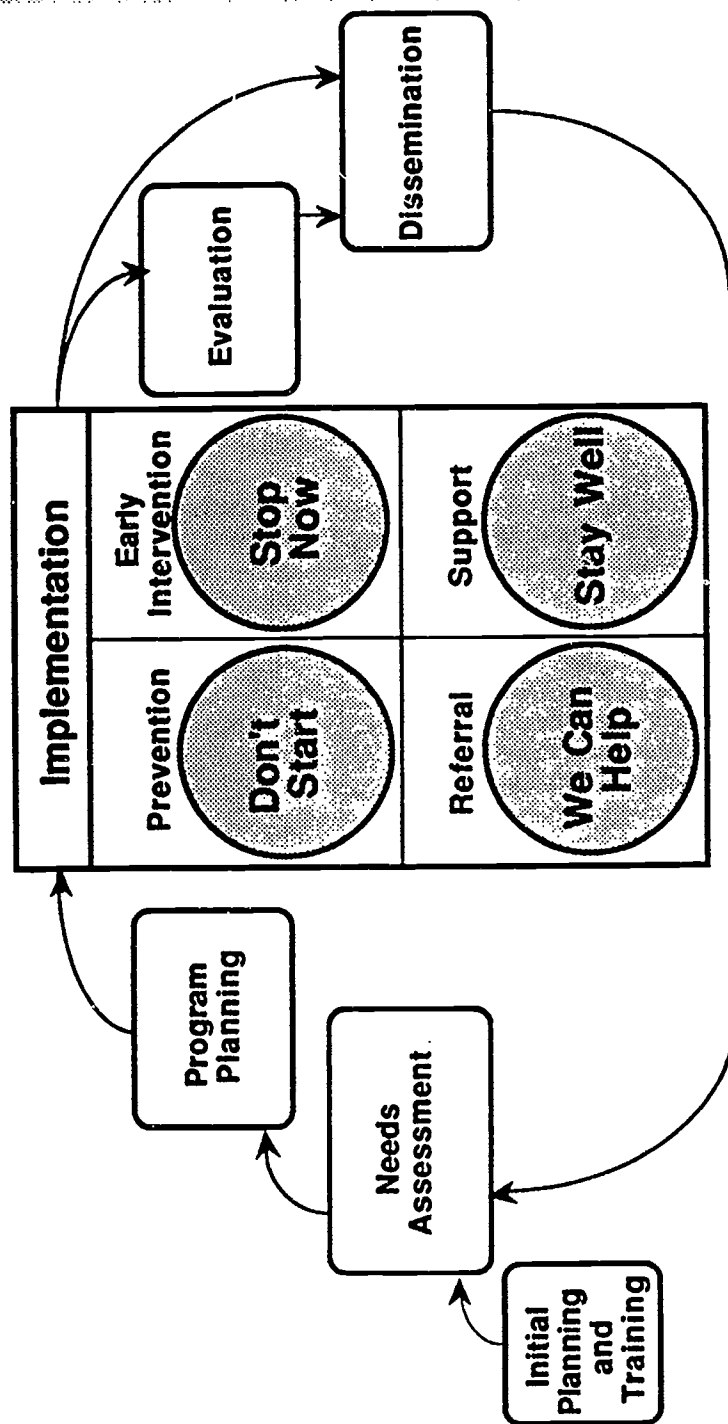 Initial
Planning
and
Training
Needs
Assessment
Program
Planning
Implementation
Prevention
Don't
Start
Early
Intervention
Stop
Now
Referral
We Can
Help
Support
Stay Well
Evaluation
Dissemination